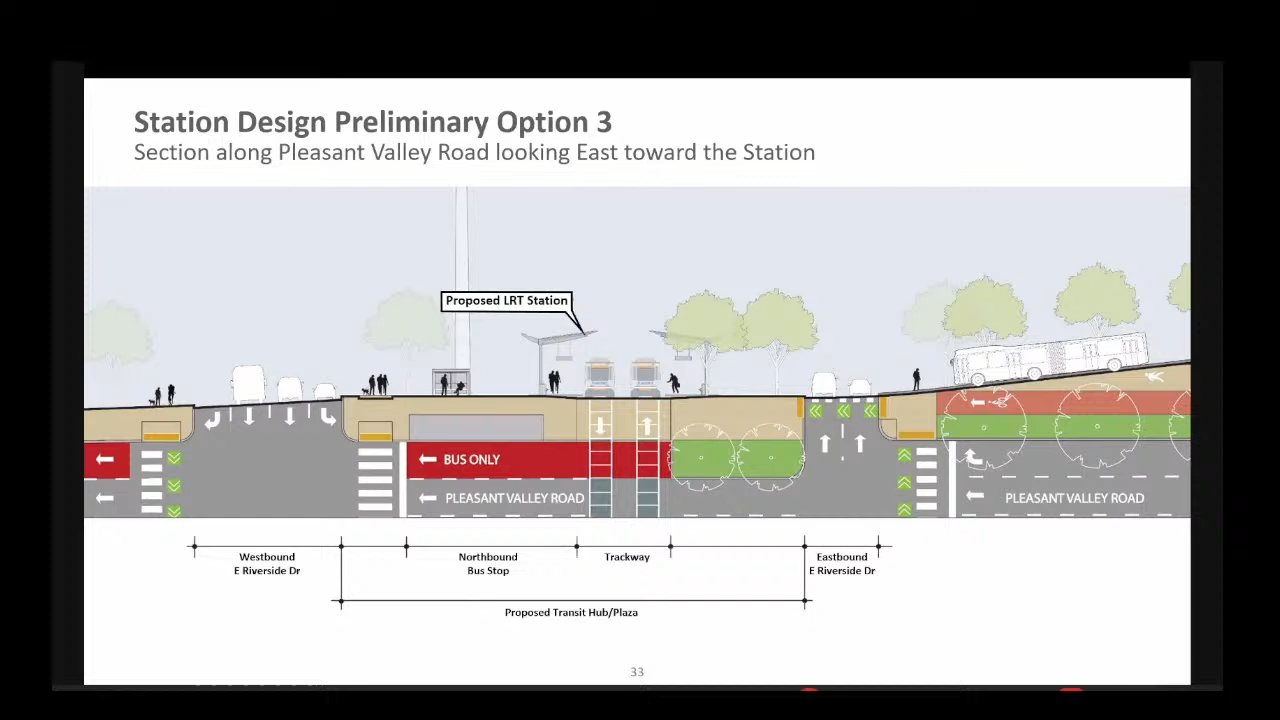 Station Design Preliminary Option 3
Section along Pleasant Valley Road looking East toward the Station
Proposed LRT Station
BUS ONLY
PLEASANT VALLEY ROAD
PLEASANT VALLEY ROAD
Westbound
E Riverside Dr
Northbound
Bus Stop
Trackway
Eastbound
E Riverside Dr
Proposed Transit Hub/Plaza
33